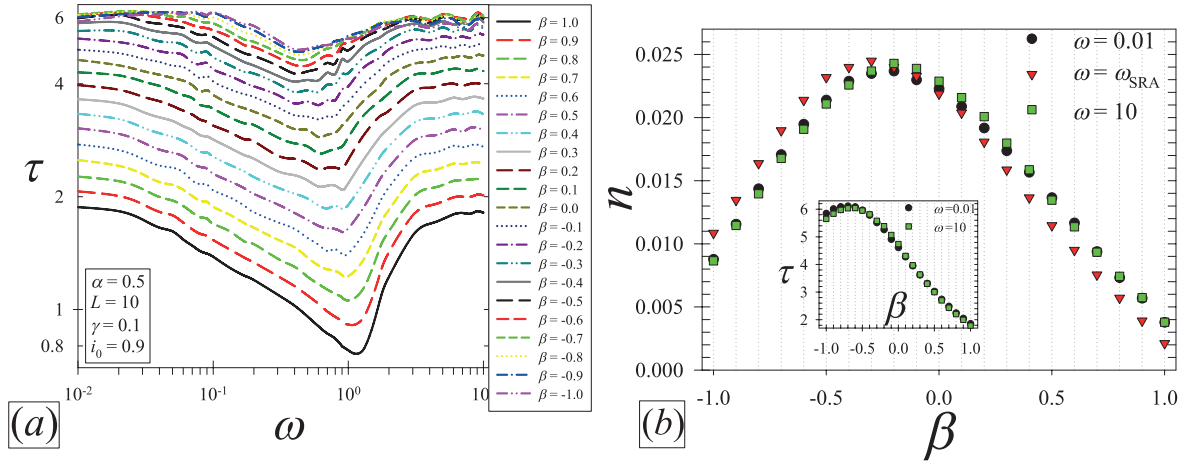 6
4
2
1
0.8
τ
10⁻²
10⁻¹
10⁰
10¹
ω
α = 0.5
L = 10
γ = 0.1
i₀ = 0.9
(a)
β = 1.0
β = 0.9
β = 0.8
β = 0.7
β = 0.6
β = 0.5
β = 0.4
β = 0.3
β = 0.2
β = 0.1
β = 0.0
β = -0.1
β = -0.2
β = -0.3
β = -0.4
β = -0.5
β = -0.6
β = -0.7
β = -0.8
β = -0.9
β = -1.0
0.025
0.020
0.015
0.010
0.005
0.000
n
-1.0
-0.5
0.0
0.5
1.0
β
ω = 0.01
ω = ω_SRA
ω = 10
6
5
4
3
2
τ
-1.0
-0.5
0.0
0.5
1.0
β
ω = 0.01
ω = 10
(b)